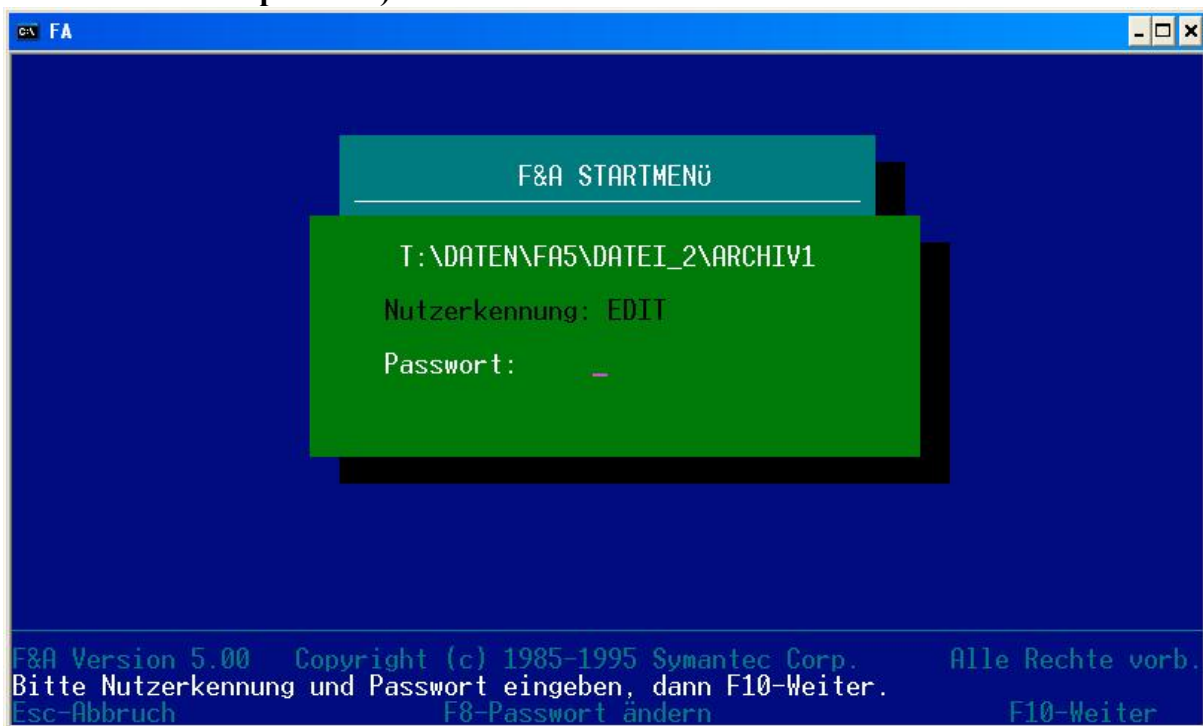 FA
F&A STARTMENü
T:\DATEN\FA5\DATEI_2\ARCHIV1
Nutzerkennung: EDIT
Passwort: _
F&A Version 5.00 Copyright (c) 1985-1995 Symantec Corp. Alle Rechte vorb.
Bitte Nutzerkennung und Passwort eingeben, dann F10-Weiter.
Esc-Abbruch F8-Passwort ändern F10-Weiter